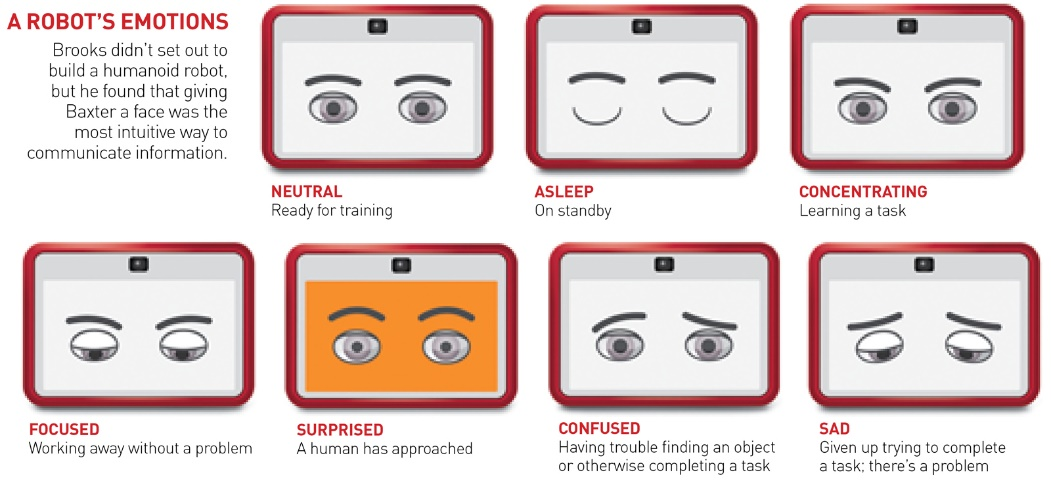 A ROBOT'S EMOTIONS
Brooks didn't set out to
build a humanoid robot,
but he found that giving
Baxter a face was the
most intuitive way to
communicate information.
NEUTRAL
Ready for training
ASLEEP
On standby
CONCENTRATING
Learning a task
FOCUSED
Working away without a problem
SURPRISED
A human has approached
CONFUSED
Having trouble finding an object
or otherwise completing a task
SAD
Given up trying to complete
a task; there's a problem